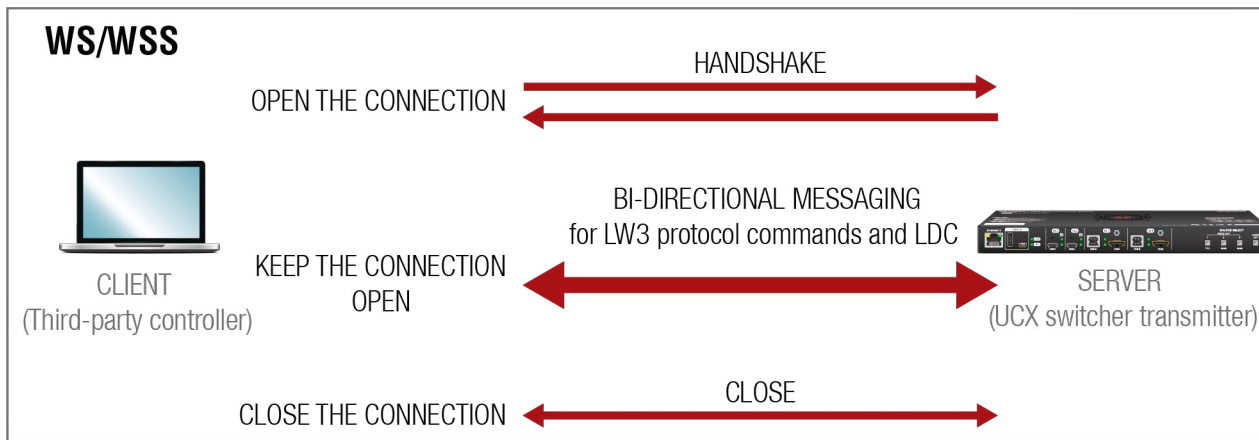 WS/WSS
HANDSHAKE
OPEN THE CONNECTION
BI-DIRECTIONAL MESSAGING
for LW3 protocol commands and LDC
KEEP THE CONNECTION
OPEN
CLIENT
(Third-party controller)
SERVER
(UCX switcher transmitter)
CLOSE
CLOSE THE CONNECTION